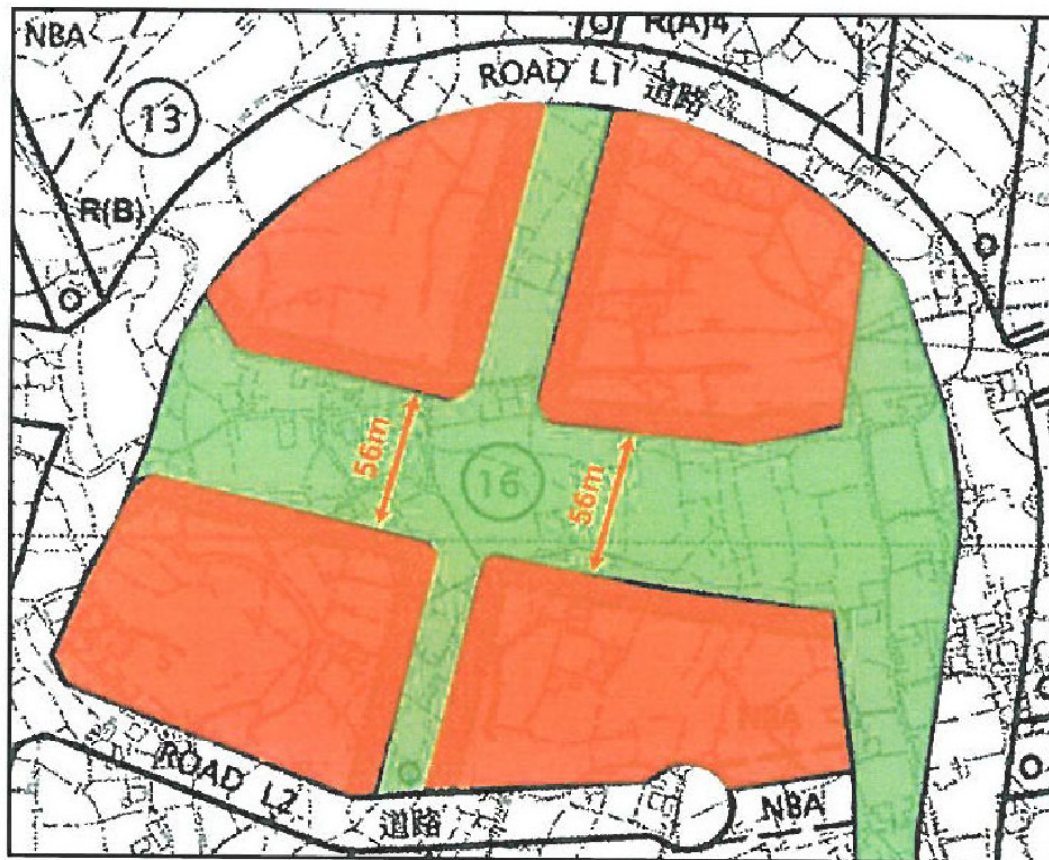 NBA
R(A)4
ROAD L1 道路
13
R(B)
O
O
O
56m
56m
16
NBA
ROAD L2 道路
NBA
O
O
O